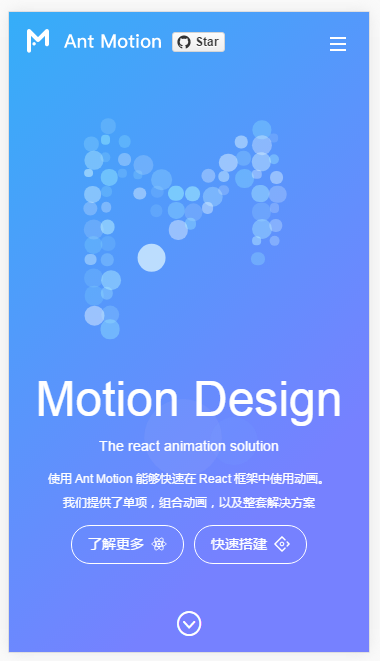 Ant Motion Star
Motion Design
The react animation solution
使用 Ant Motion 能够快速在 React 框架中使用动画。
我们提供了单项，组合动画，以及整套解决方案
了解更多 快速搭建